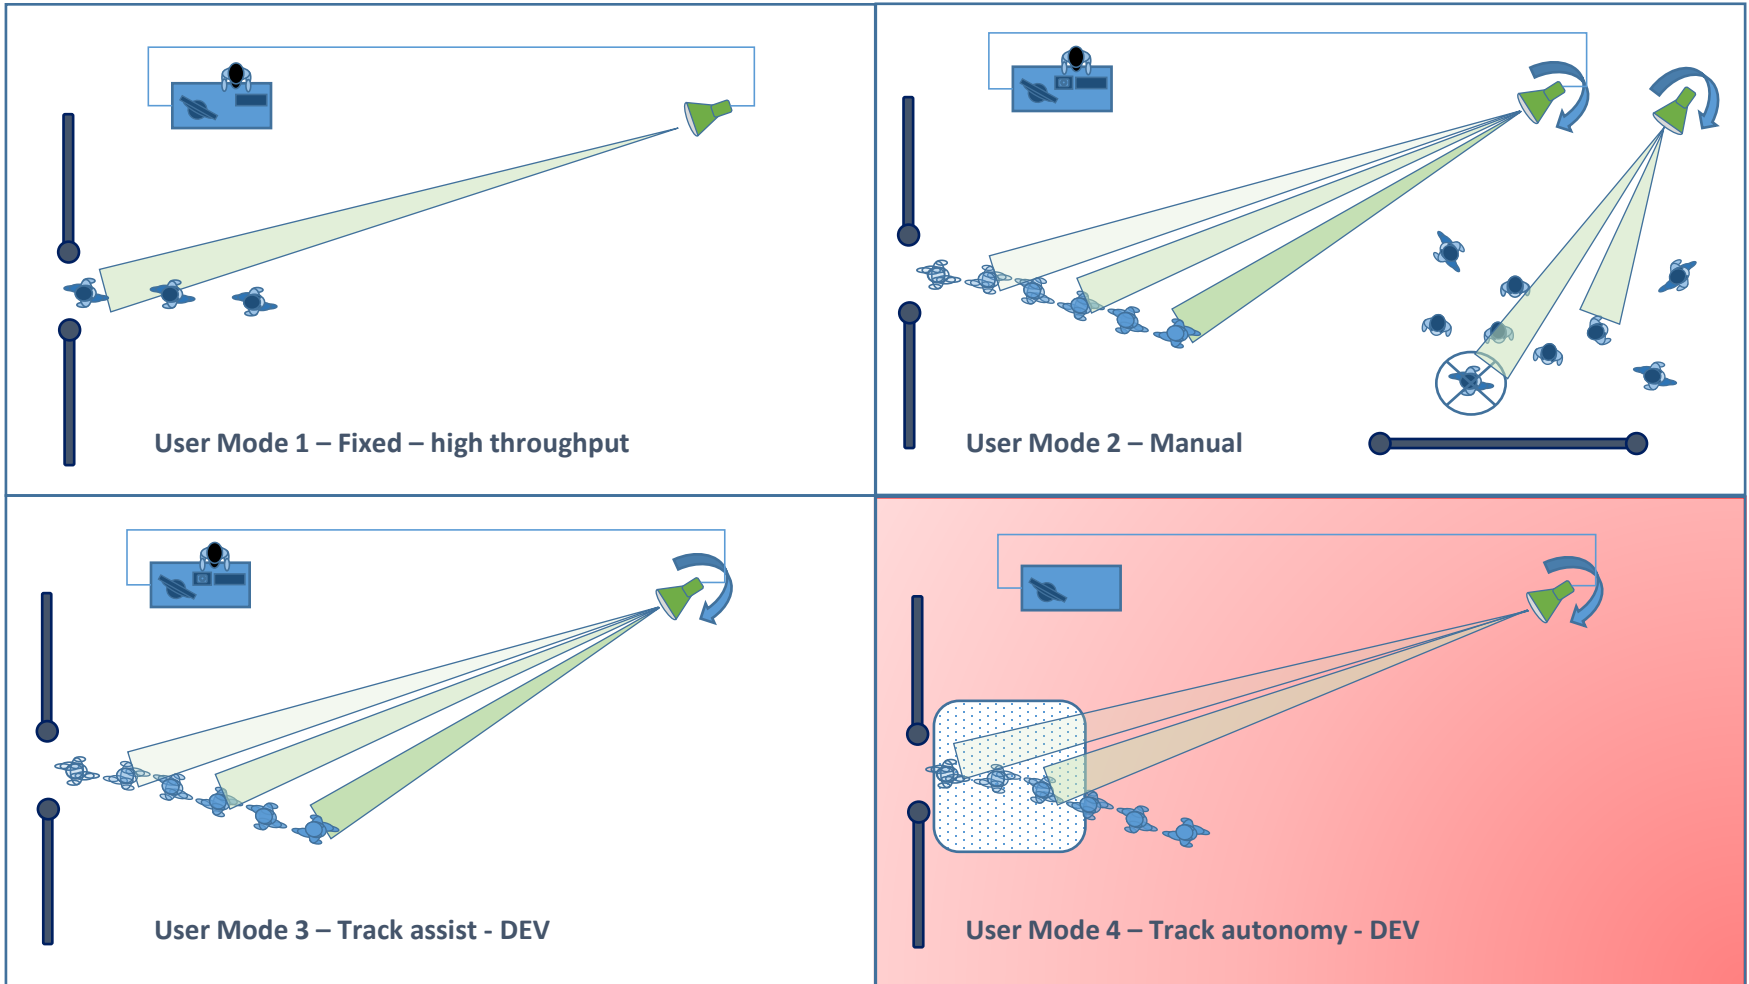 User Mode 1 – Fixed – high throughput
User Mode 2 – Manual
User Mode 3 – Track assist - DEV
User Mode 4 – Track autonomy - DEV